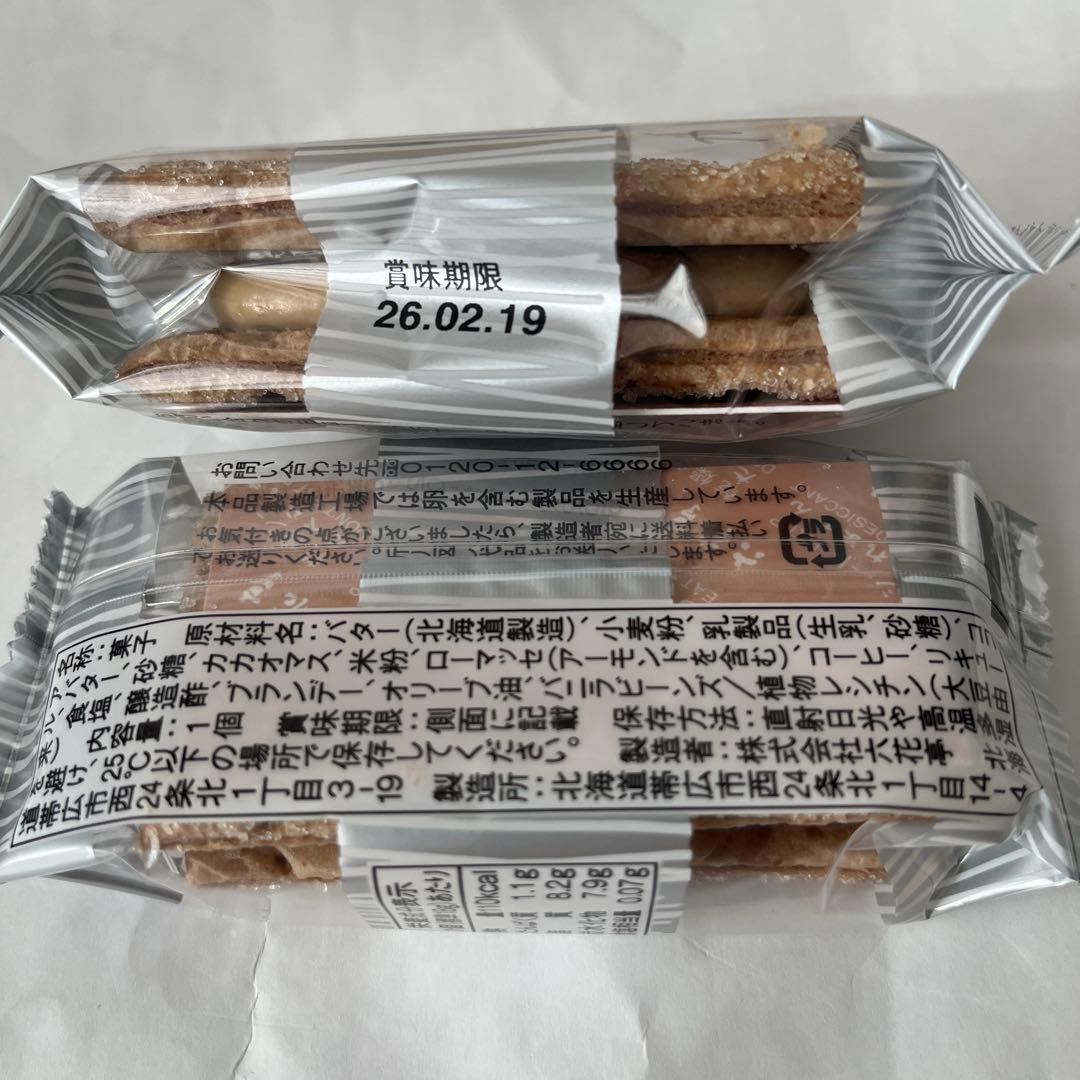 賞味期限
26.02.19
お問い合わせ先 0120-12-6666
本品製造工場では卵を含む製品を生産しています。
お気付きの点がございましたら、製造者宛に送料着払い
でお送りください。
名称:菓子 原材料名:バター(北海道製造)、小麦粉、乳製品(生乳、砂糖)、ココ
バター、砂糖、カカオマス、米粉、ローマッセ(アーモンドを含む)、コーヒー、リキュー
ル、食塩、醸造酢、ブランデー、オリーブ油、バニラビーンズ/植物レシチン(大豆由
来) 内容量:1個 賞味期限:側面に記載 保存方法:直射日光や高温多湿
を避け、25℃以下の場所で保存してください。 製造者:株式会社六花亭 北海
道帯広市西24条北1丁目3-19 製造所:北海道帯広市西24条北1丁目14-4
あたり
10kcal
1.1g
8.2g
7.9g
0.07g